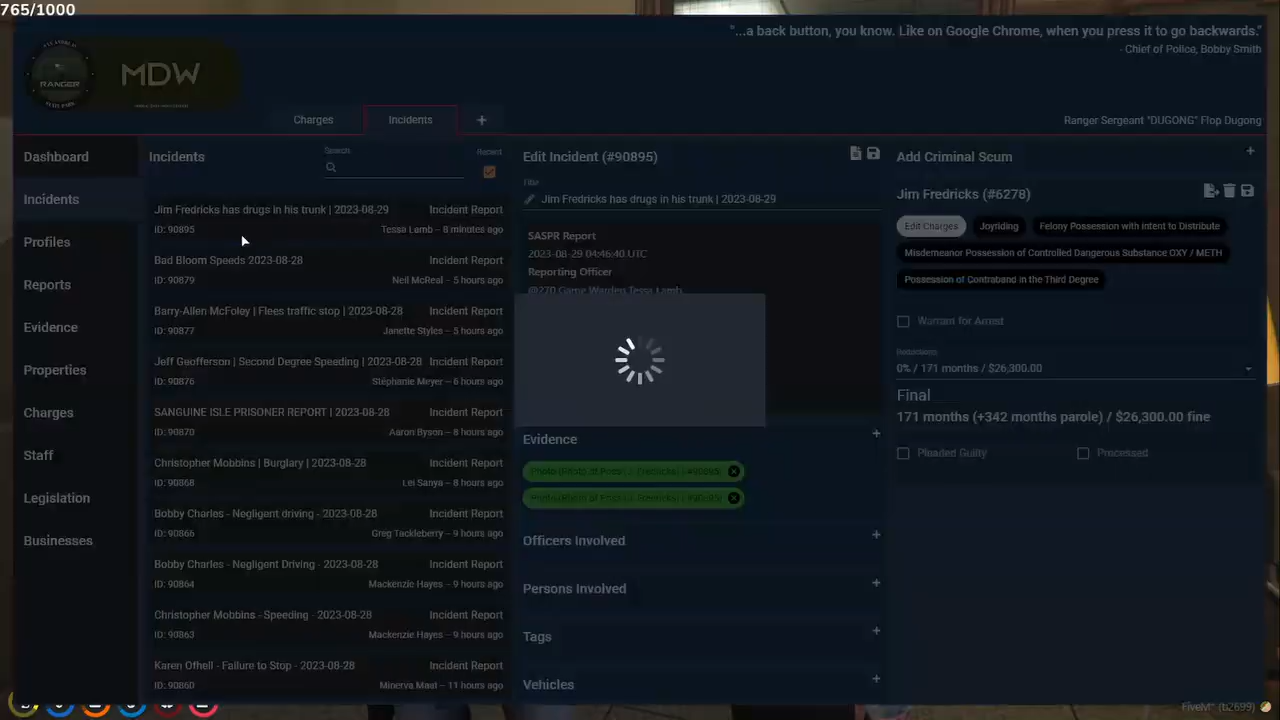 765/1000
"...a back button, you know. Like on Google Chrome, when you press it to go backwards."
- Chief of Police, Bobby Smith
RANGER
MDW
Charges
Incidents
+
Ranger Sergeant "DUGONG" Flop Dugong
Dashboard
Incidents
Profiles
Reports
Evidence
Properties
Charges
Staff
Legislation
Businesses
Incidents
Search
Recent
Jim Fredricks has drugs in his trunk | 2023-08-29 Incident Report
ID: 90895 Tessa Lamb – 8 minutes ago
Bad Bloom Speeds 2023-08-28 Incident Report
ID: 90879 Neil McReal – 5 hours ago
Barry-Allen McFoley | Flees traffic stop | 2023-08-28 Incident Report
ID: 90877 Janette Styles – 5 hours ago
Jeff Geofferson | Second Degree Speeding | 2023-08-28 Incident Report
ID: 90876 Stephanie Meyer – 6 hours ago
SANGUINE ISLE PRISONER REPORT | 2023-08-28 Incident Report
ID: 90870 Aaron Byson – 8 hours ago
Christopher Mobbins | Burglary | 2023-08-28 Incident Report
ID: 90868 Lei Sanya – 8 hours ago
Bobby Charles - Negligent driving - 2023-08-28 Incident Report
ID: 90866 Greg Tackleberry – 9 hours ago
Bobby Charles - Negligent Driving - 2023-08-28 Incident Report
ID: 90864 Mackenzie Hayes – 9 hours ago
Christopher Mobbins - Speeding - 2023-08-28 Incident Report
ID: 90863 Mackenzie Hayes – 9 hours ago
Karen Ofhell - Failure to Stop - 2023-08-28 Incident Report
ID: 90860 Minerva Maat – 11 hours ago
Edit Incident (#90895)
Title
Jim Fredricks has drugs in his trunk | 2023-08-29
SASPR Report
2023-08-29 04:46:40 UTC
Reporting Officer
@270 Game Warden Tessa Lamb
Evidence +
Officers Involved +
Persons Involved +
Tags +
Vehicles +
Add Criminal Scum +
Jim Fredricks (#6278)
Edit Charges Joyriding Felony Possession with Intent to Distribute
Misdemeanor Possession of Controlled Dangerous Substance OXY / METH
Possession of Contraband in the Third Degree
Warrant for Arrest
Reductions
0% / 171 months / $26,300.00
Final
171 months (+342 months parole) / $26,300.00 fine
Pleaded Guilty Processed
FiveM* (b2699)